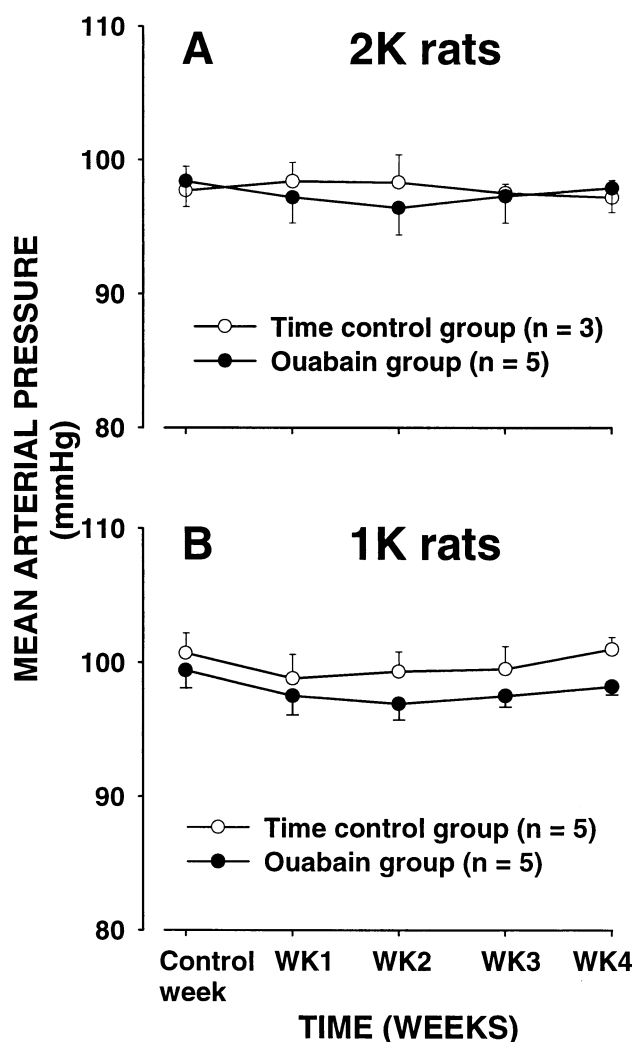 MEAN ARTERIAL PRESSURE
(mmHg)
A
2K rats
110
100
90
80
Time control group (n = 3)
Ouabain group (n = 5)
B
1K rats
110
100
90
80
Time control group (n = 5)
Ouabain group (n = 5)
Control WK1 WK2 WK3 WK4
week
TIME (WEEKS)